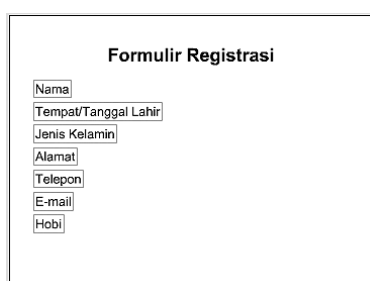 Formulir Registrasi
Nama
Tempat/Tanggal Lahir
Jenis Kelamin
Alamat
Telepon
E-mail
Hobi